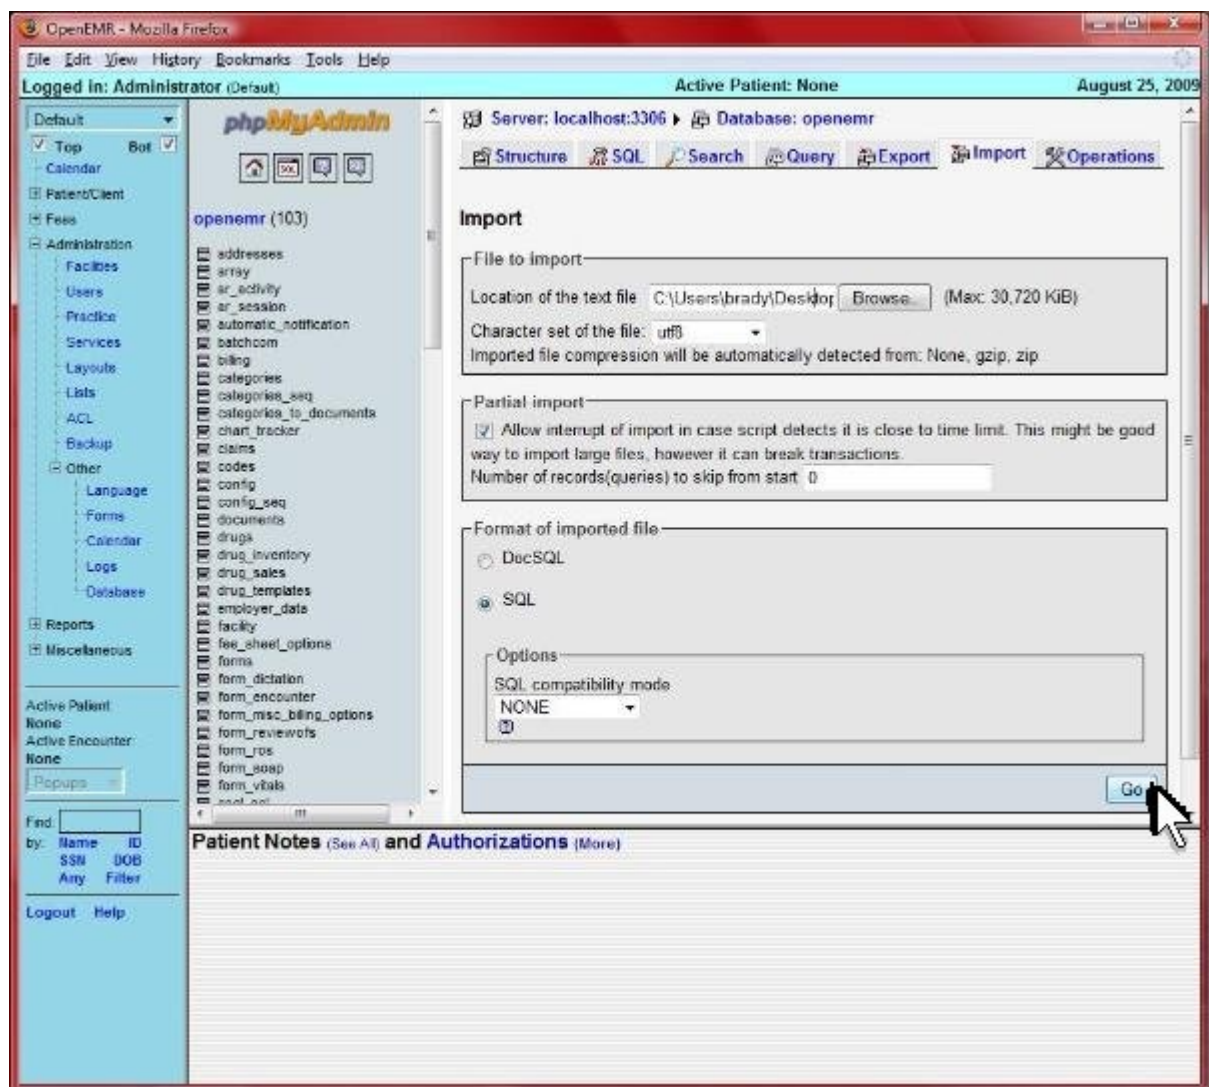 OpenEMR - Mozilla Firefox
File Edit View History Bookmarks Tools Help
Logged in: Administrator (Default) Active Patient: None August 25, 2009
Default
Top Bot
Calendar
Patient/Client
Fees
Administration
Facilities
Users
Practice
Services
Layouts
Lists
ACL
Backup
Other
Language
Forms
Calendar
Logs
Database
Reports
Miscellaneous
Active Patient
None
Active Encounter
None
Popups
Find
by: Name ID
SSN DOB
Any Filter
Logout Help
phpMyAdmin
SQL
openemr (103)
addresses
array
ar_activity
ar_session
automatic_notification
batchcom
billing
categories
categories_seq
categories_to_documents
chart_tracker
claims
codes
config
config_seq
documents
drugs
drug_inventory
drug_sales
drug_templates
employer_data
facility
fee_sheet_options
forms
form_dictation
form_encounter
form_misc_billing_options
form_reviewofs
form_ros
form_soap
form_vitals
Server: localhost:3306 Database: openemr
Structure SQL Search Query Export Import Operations
Import
File to import
Location of the text file C:\Users\brady\Desktop Browse... (Max: 30,720 KiB)
Character set of the file: utf8
Imported file compression will be automatically detected from: None, gzip, zip
Partial import
Allow interrupt of import in case script detects it is close to time limit. This might be good
way to import large files, however it can break transactions.
Number of records(queries) to skip from start 0
Format of imported file
DocSQL
SQL
Options
SQL compatibility mode
NONE
Go
Patient Notes (See All) and Authorizations (More)